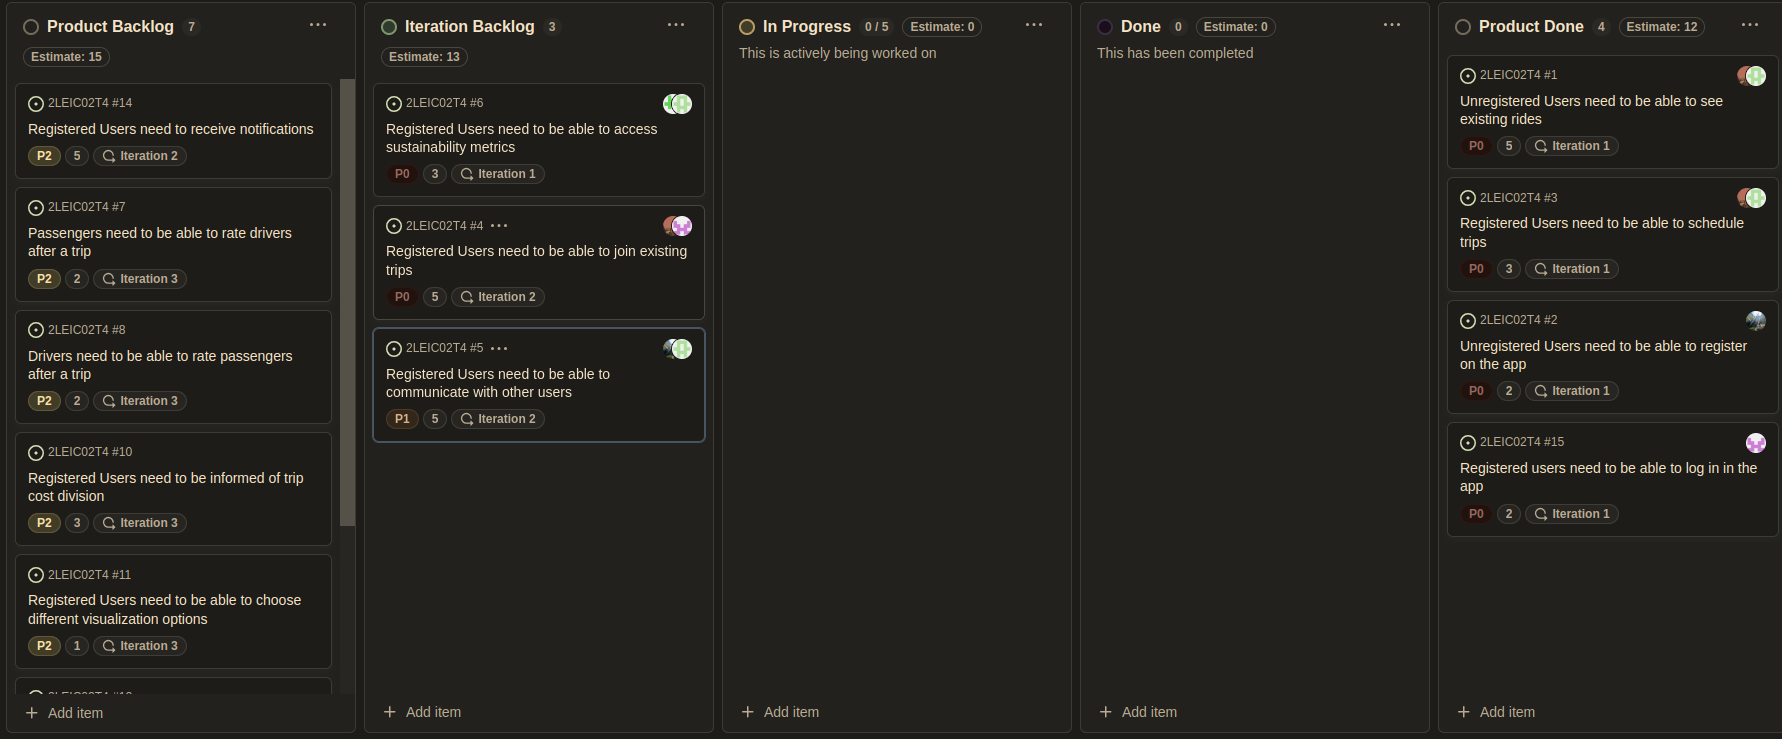 Product Backlog 7
Estimate: 15
2LEIC02T4 #14
Registered Users need to receive notifications
P2 5 Iteration 2
2LEIC02T4 #7
Passengers need to be able to rate drivers
after a trip
P2 2 Iteration 3
2LEIC02T4 #8
Drivers need to be able to rate passengers
after a trip
P2 2 Iteration 3
2LEIC02T4 #10
Registered Users need to be informed of trip
cost division
P2 3 Iteration 3
2LEIC02T4 #11
Registered Users need to be able to choose
different visualization options
P2 1 Iteration 3
Add item
Iteration Backlog 3
Estimate: 13
2LEIC02T4 #6
Registered Users need to be able to access
sustainability metrics
P0 3 Iteration 1
2LEIC02T4 #4
Registered Users need to be able to join existing
trips
P0 5 Iteration 2
2LEIC02T4 #5
Registered Users need to be able to
communicate with other users
P1 5 Iteration 2
Add item
In Progress 0 / 5 Estimate: 0
This is actively being worked on
Add item
Done 0 Estimate: 0
This has been completed
Add item
Product Done 4 Estimate: 12
2LEIC02T4 #1
Unregistered Users need to be able to see
existing rides
P0 5 Iteration 1
2LEIC02T4 #3
Registered Users need to be able to schedule
trips
P0 3 Iteration 1
2LEIC02T4 #2
Unregistered Users need to be able to register
on the app
P0 2 Iteration 1
2LEIC02T4 #15
Registered users need to be able to log in in the
app
P0 2 Iteration 1
Add item